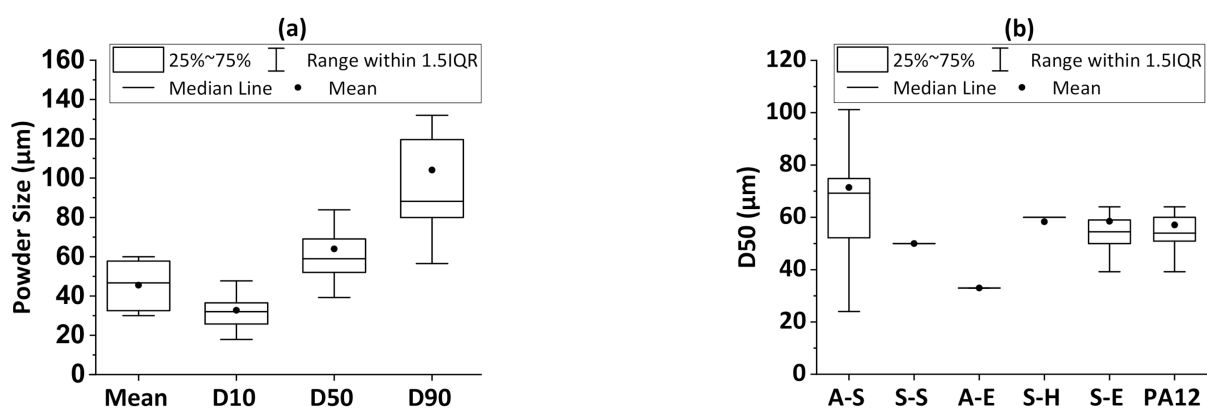 (a)
160
140
120
100
80
60
40
20
0
Powder Size (μm)
25%~75%
Range within 1.5IQR
Median Line
Mean
Mean
D10
D50
D90
(b)
120
100
80
60
40
20
0
D50 (μm)
25%~75%
Range within 1.5IQR
Median Line
Mean
A-S
S-S
A-E
S-H
S-E
PA12